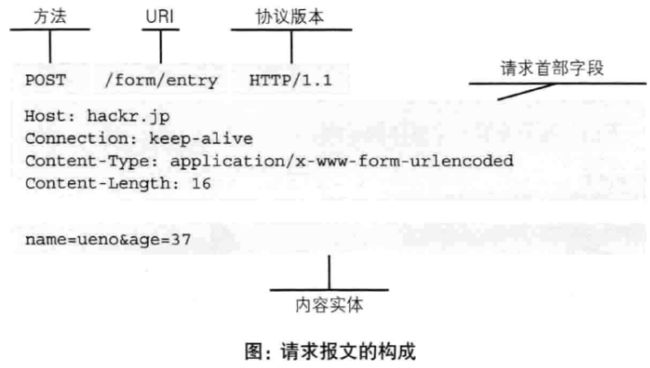 方法 URI 协议版本
请求首部字段
POST /form/entry HTTP/1.1
Host: hackr.jp
Connection: keep-alive
Content-Type: application/x-www-form-urlencoded
Content-Length: 16
name=ueno&age=37
内容实体
图：请求报文的构成